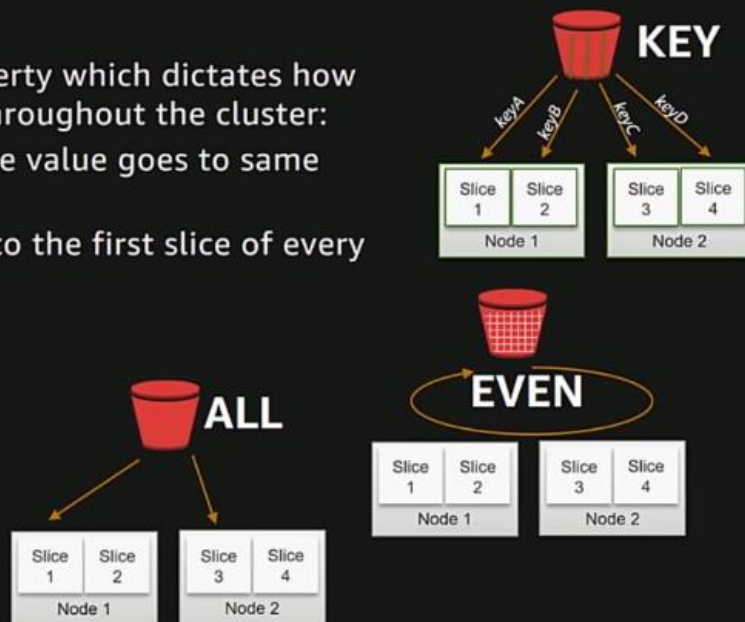 erty which dictates how
roughout the cluster:
e value goes to same
to the first slice of every
KEY
keyA
keyB
keyC
keyD
Slice 1
Slice 2
Node 1
Slice 3
Slice 4
Node 2
EVEN
Slice 1
Slice 2
Node 1
Slice 3
Slice 4
Node 2
ALL
Slice 1
Slice 2
Node 1
Slice 3
Slice 4
Node 2